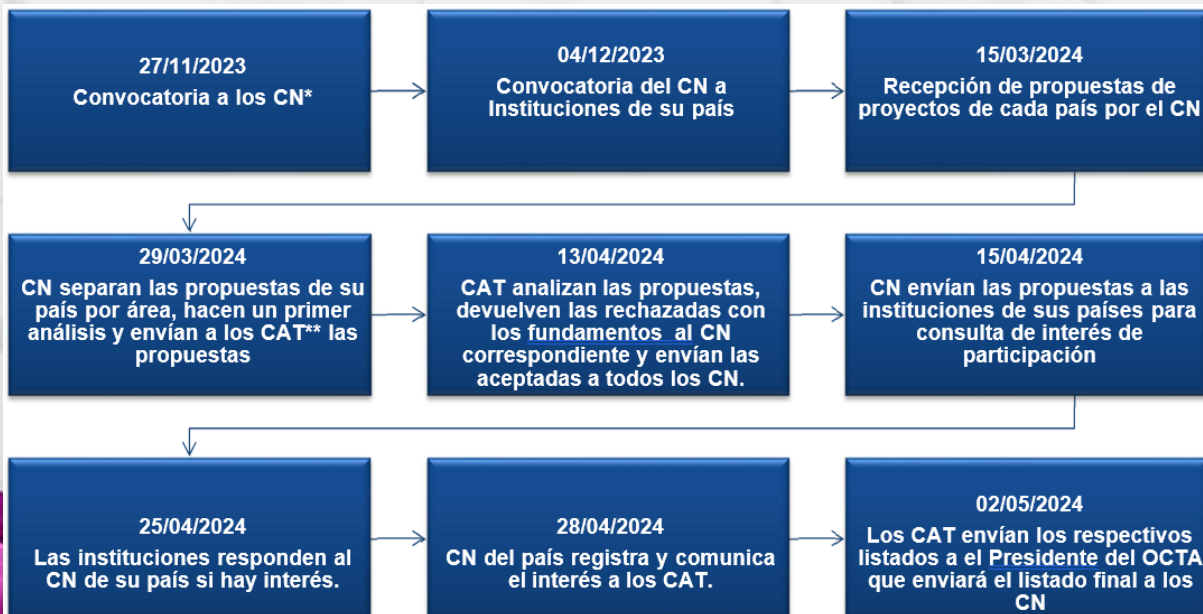 27/11/2023
Convocatoria a los CN*
04/12/2023
Convocatoria del CN a
Instituciones de su país
15/03/2024
Recepción de propuestas de
proyectos de cada país por el CN
29/03/2024
CN separan las propuestas de su
país por área, hacen un primer
análisis y envían a los CAT** las
propuestas
13/04/2024
CAT analizan las propuestas,
devuelven las rechazadas con
los fundamentos al CN
correspondiente y envían las
aceptadas a todos los CN.
15/04/2024
CN envían las propuestas a las
instituciones de sus países para
consulta de interés de
participación
25/04/2024
Las instituciones responden al
CN de su país si hay interés.
28/04/2024
CN del país registra y comunica
el interés a los CAT.
02/05/2024
Los CAT envían los respectivos
listados a el Presidente del OCTA
que enviará el listado final a los
CN